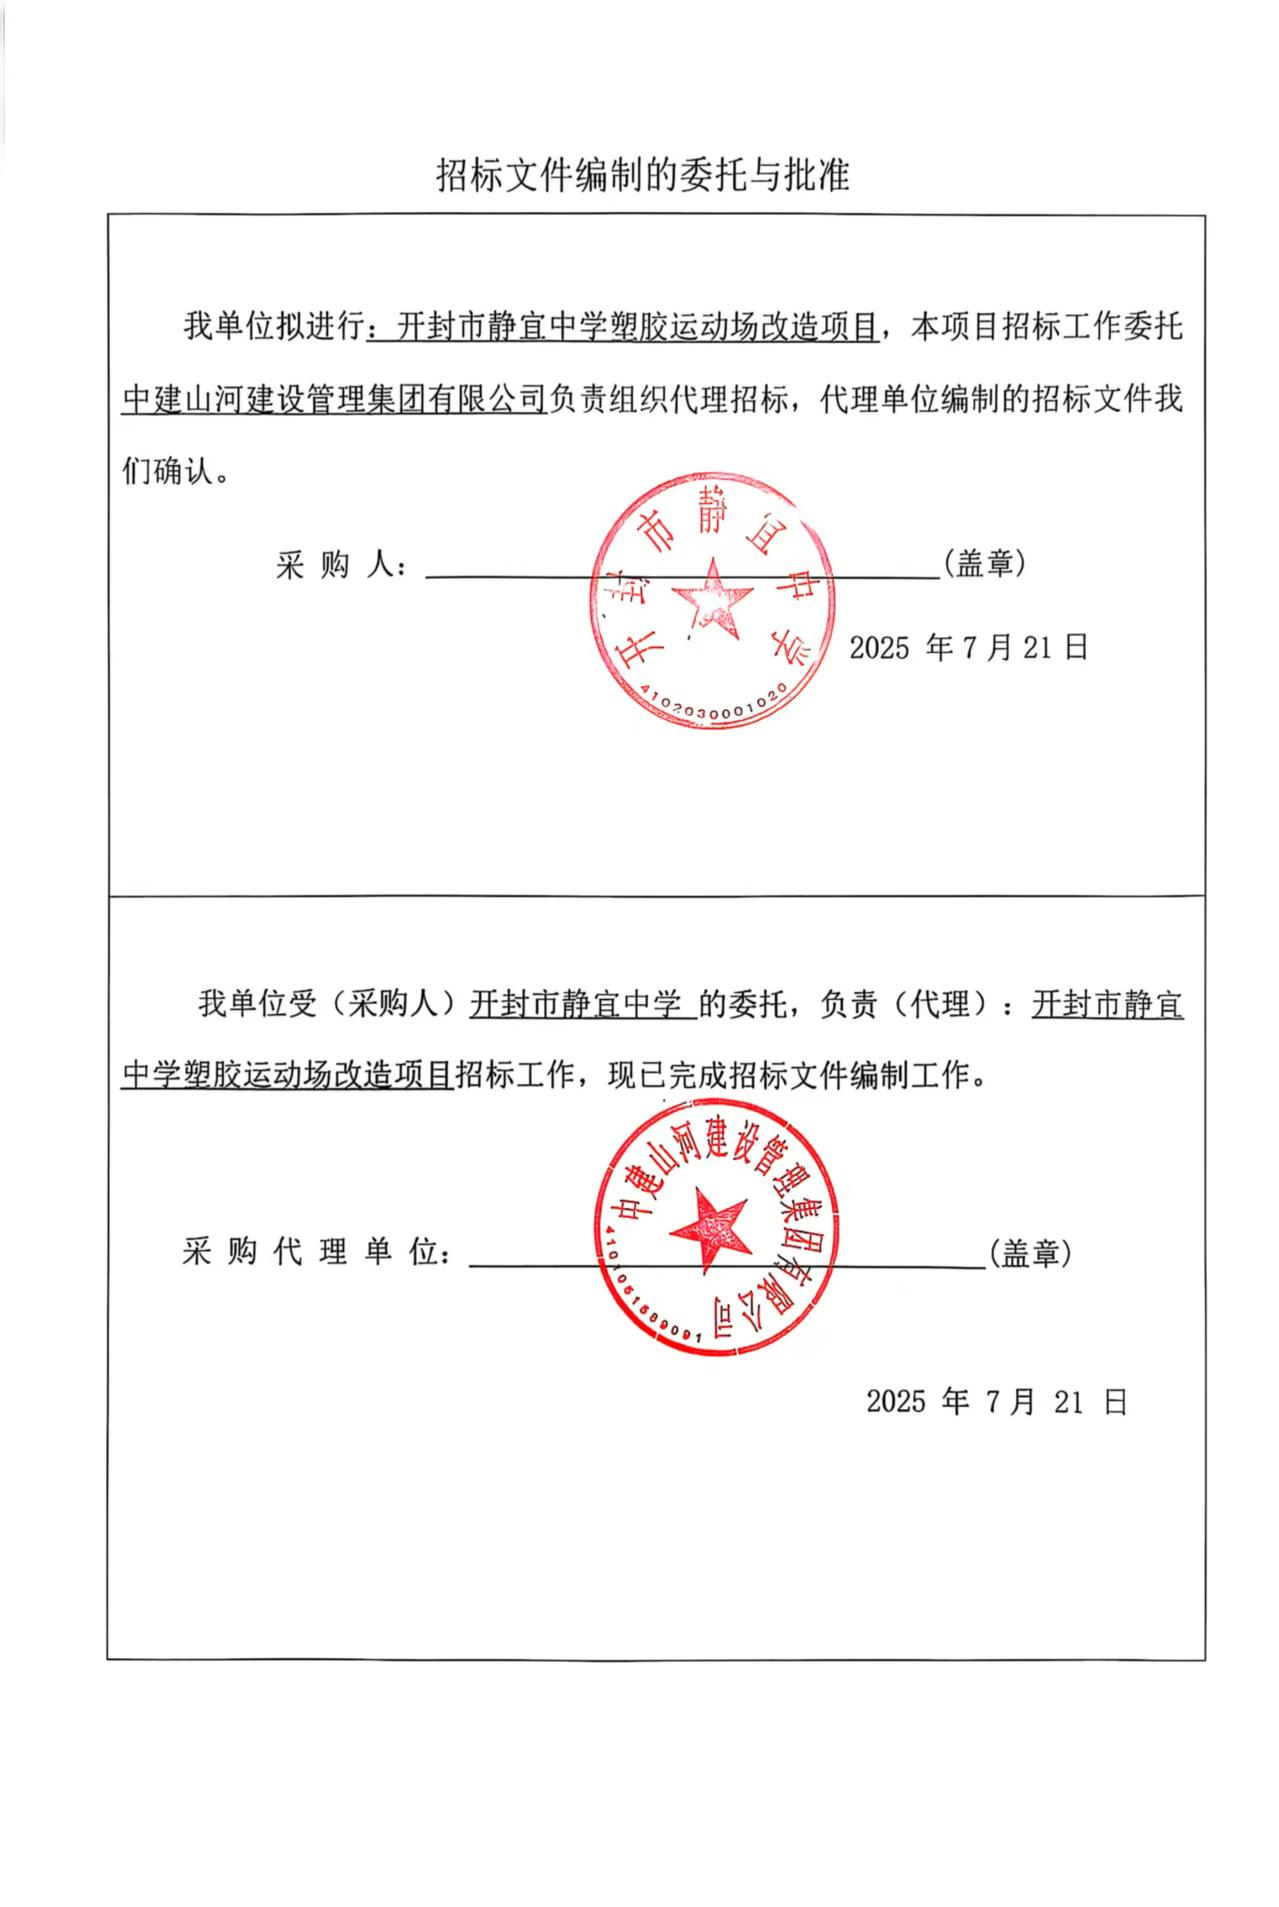 招标文件编制的委托与批准
我单位拟进行：开封市静宜中学塑胶运动场改造项目，本项目招标工作委托
中建山河建设管理集团有限公司负责组织代理招标，代理单位编制的招标文件我
们确认。
采 购 人：(盖章)
开封市静宜中学
4102030001020
2025 年 7 月 21 日
我单位受（采购人）开封市静宜中学 的委托，负责（代理）：开封市静宜
中学塑胶运动场改造项目招标工作，现已完成招标文件编制工作。
采 购 代 理 单 位：(盖章)
中建山河建设管理集团有限公司
4101051589091
2025 年 7 月 21 日